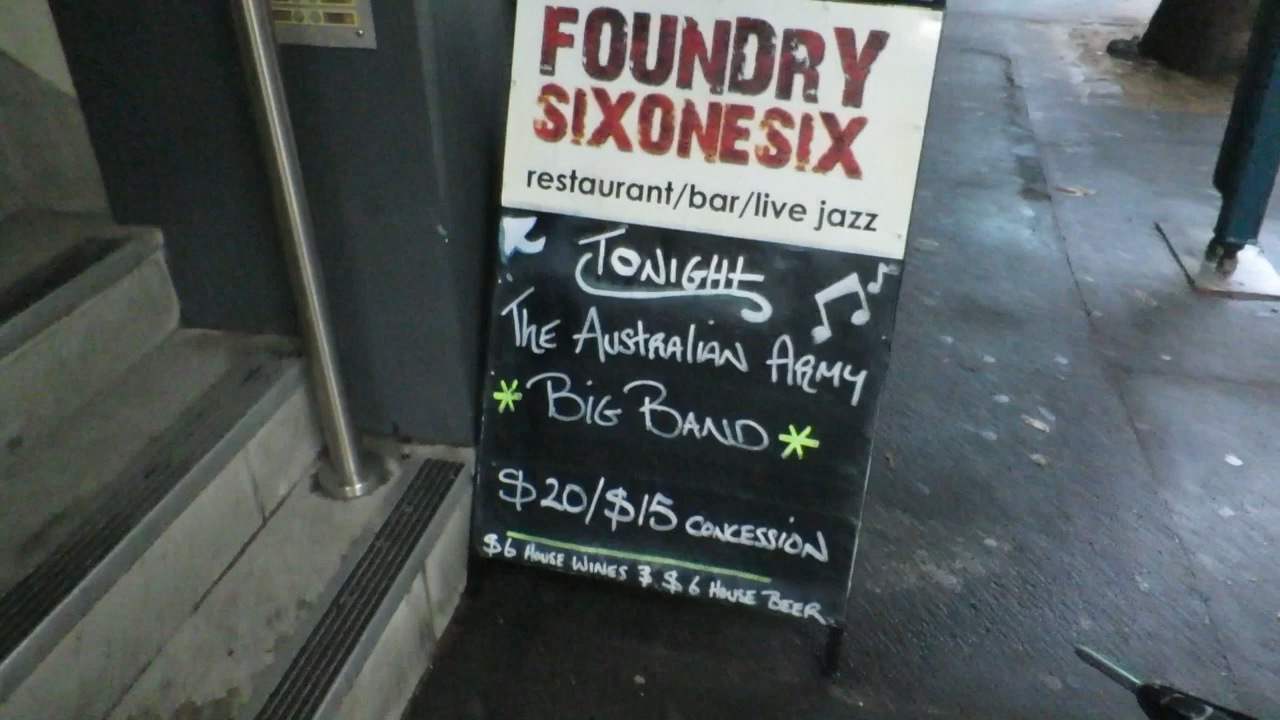 FOUNDRY
SIXONESIX
restaurant/bar/live jazz
TONIGHT
THE AUSTRALIAN ARMY
* BIG BAND *
$20/$15 CONCESSION
$6 HOUSE WINES & $6 HOUSE BEER